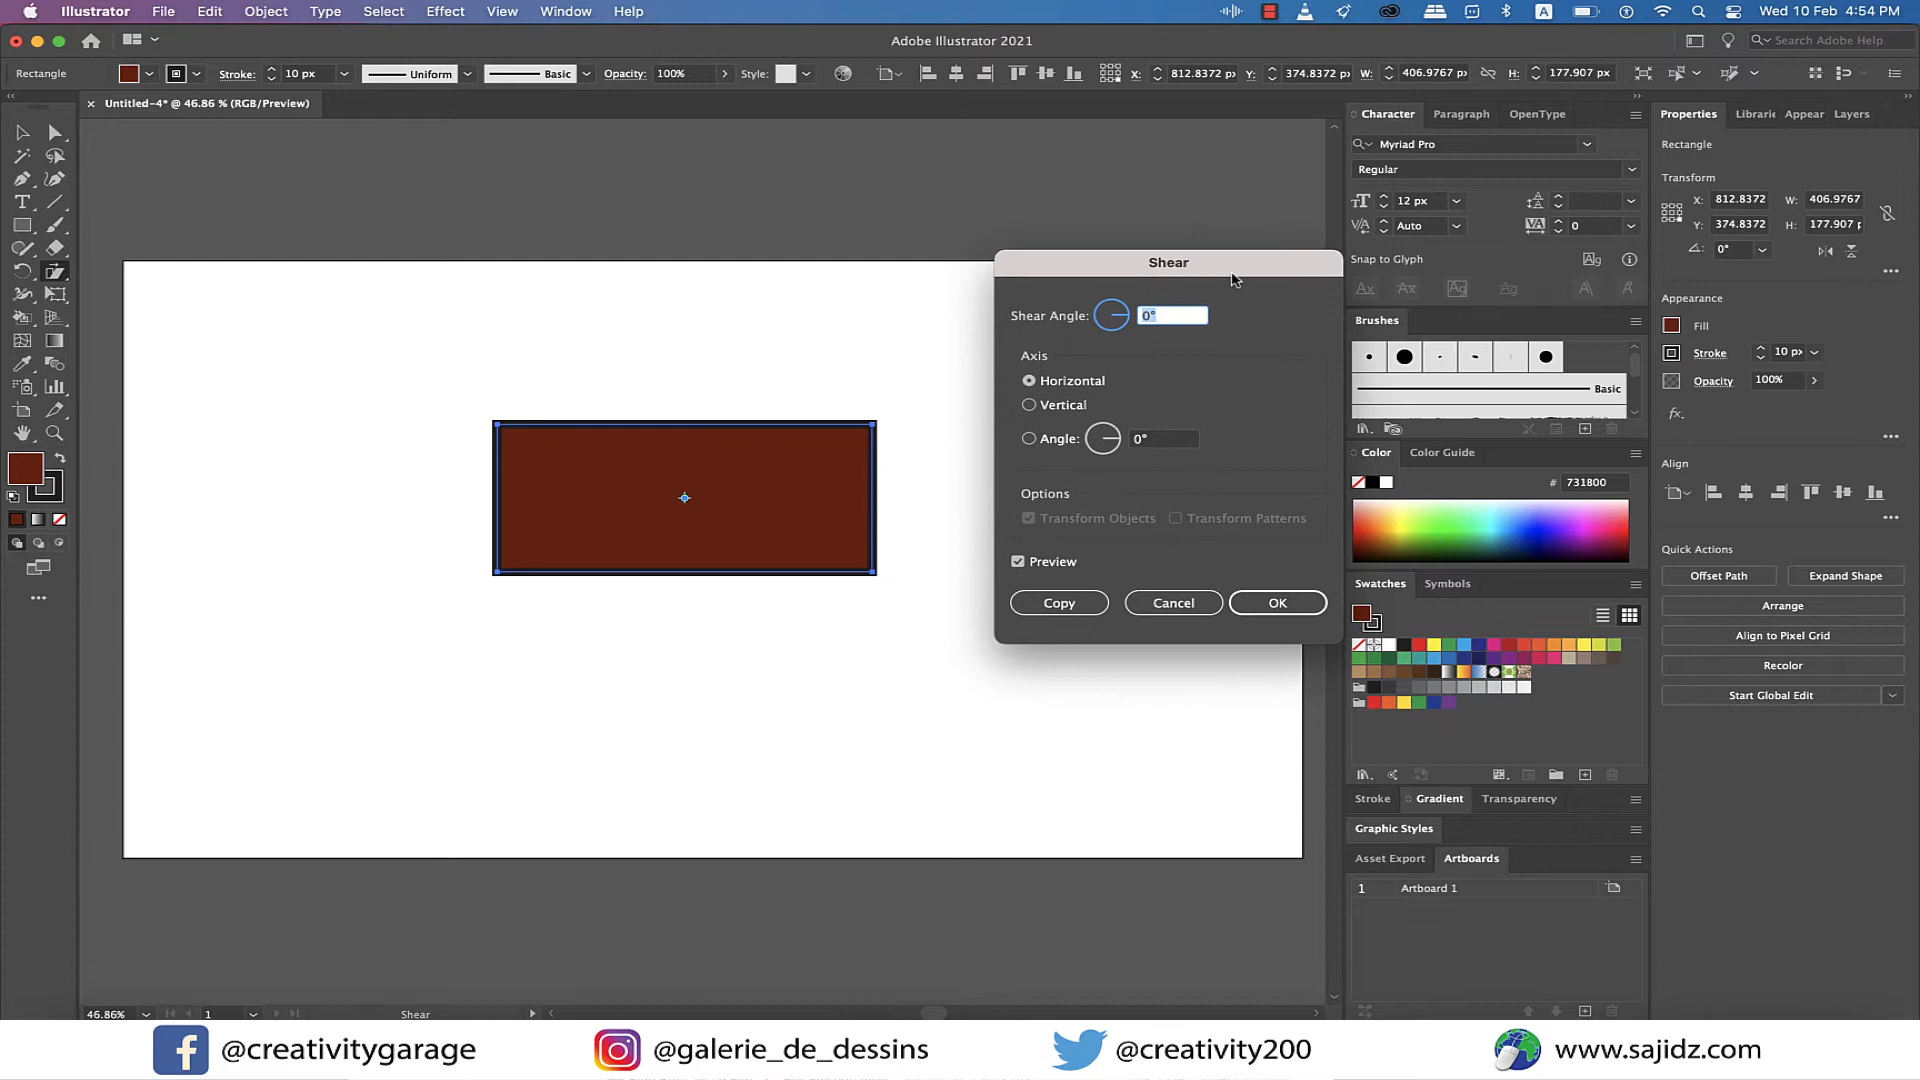 Illustrator File Edit Object Type Select Effect View Window Help A Wed 10 Feb 4:54 PM
Adobe Illustrator 2021 Search Adobe Help
Rectangle Stroke: 10 px Uniform Basic Opacity: 100% Style: X: 812.8372 px Y: 374.8372 px W: 406.9767 px H: 177.907 px
Untitled-4* @ 46.86 % (RGB/Preview)
Character Paragraph OpenType
Myriad Pro
Regular
12 px
Auto 0
Snap to Glyph
Brushes
Basic
Color Color Guide
# 731800
Swatches Symbols
Stroke Gradient Transparency
Graphic Styles
Asset Export Artboards
1 Artboard 1
Properties Librarie Appear Layers
Rectangle
Transform
X: 812.8372 W: 406.9767
Y: 374.8372 H: 177.907 p
0°
Appearance
Fill
Stroke 10 px
Opacity 100%
fx.
Align
Quick Actions
Offset Path Expand Shape
Arrange
Align to Pixel Grid
Recolor
Start Global Edit
Shear
Shear Angle: 0°
Axis
Horizontal
Vertical
Angle: 0°
Options
Transform Objects Transform Patterns
Preview
Copy Cancel OK
46.86% 1 Shear
@creativitygarage @galerie_de_dessins @creativity200 www.sajidz.com